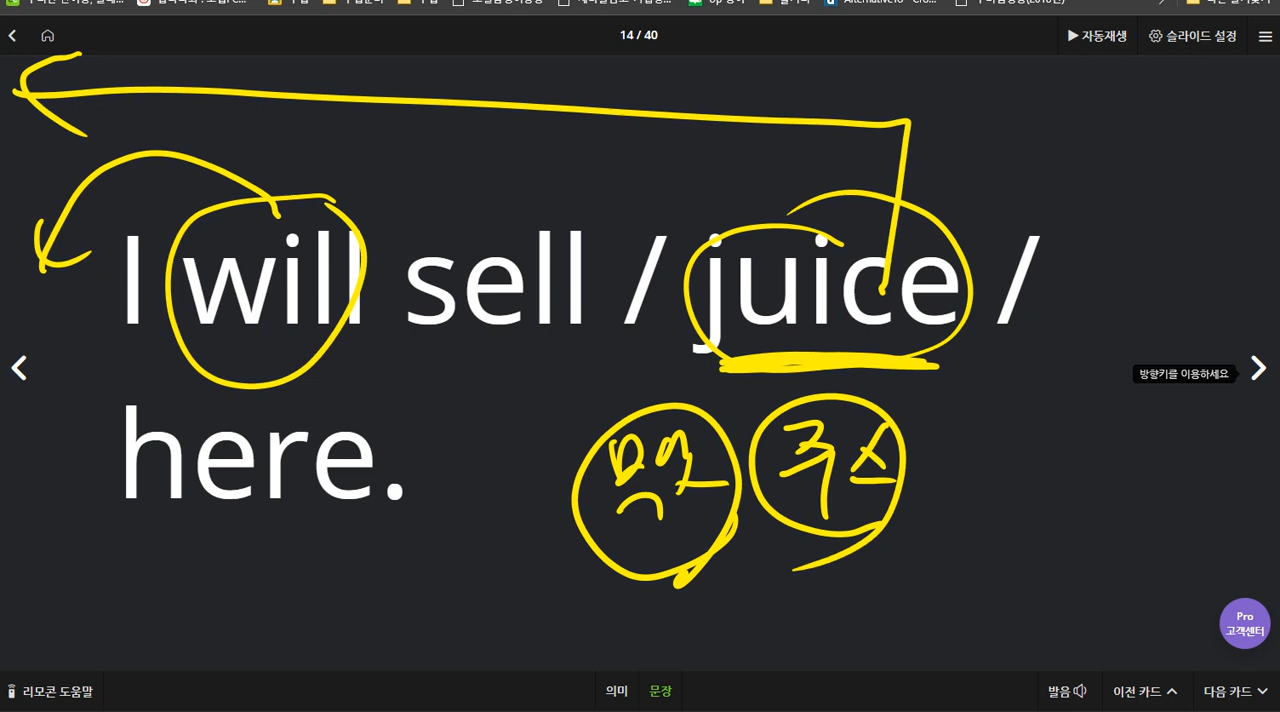 14 / 40
▶ 자동재생
슬라이드 설정
I will sell / juice /
here.
방향키를 이용하세요
무엇
주스
Pro
고객센터
리모콘 도움말
의미
문장
발음
이전 카드
다음 카드